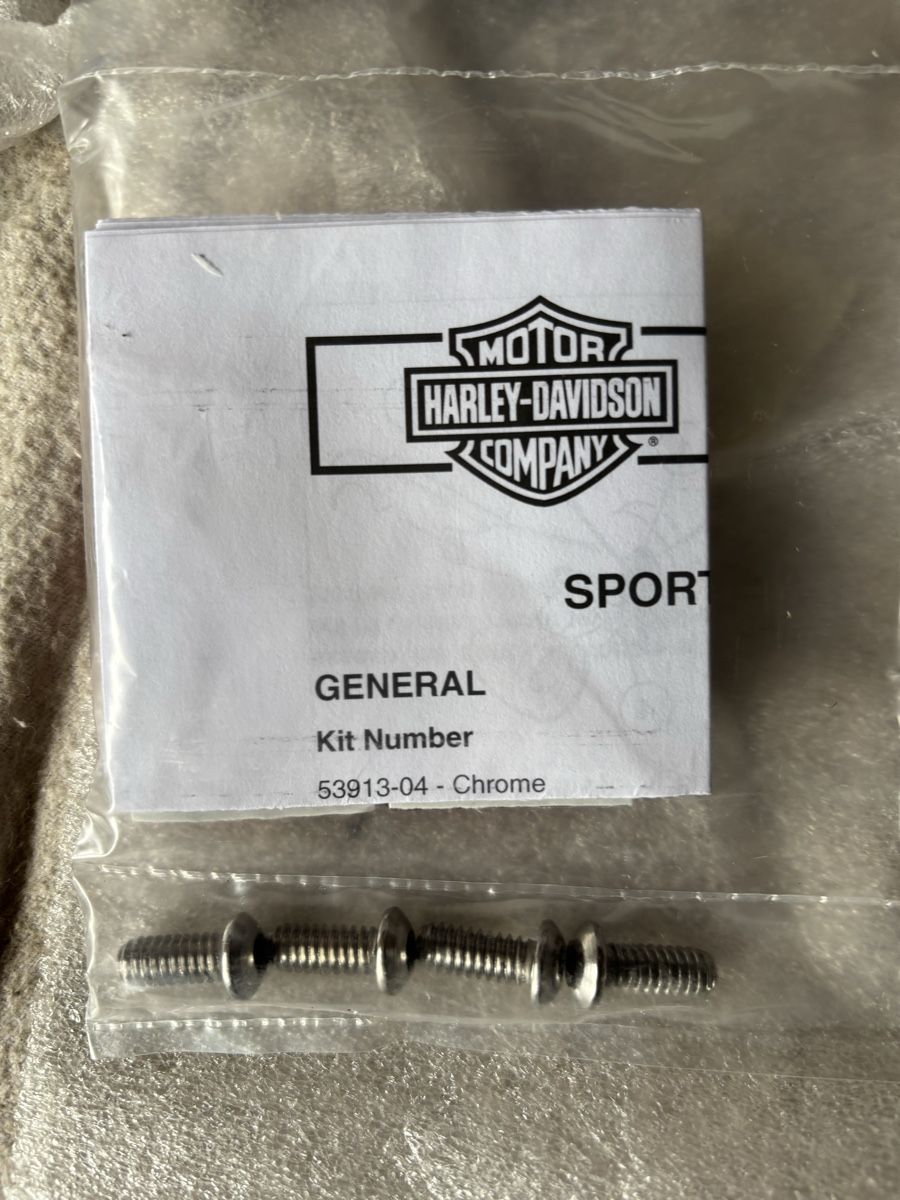 MOTOR
HARLEY-DAVIDSON
COMPANY
®
SPORT
GENERAL
Kit Number
53913-04 - Chrome